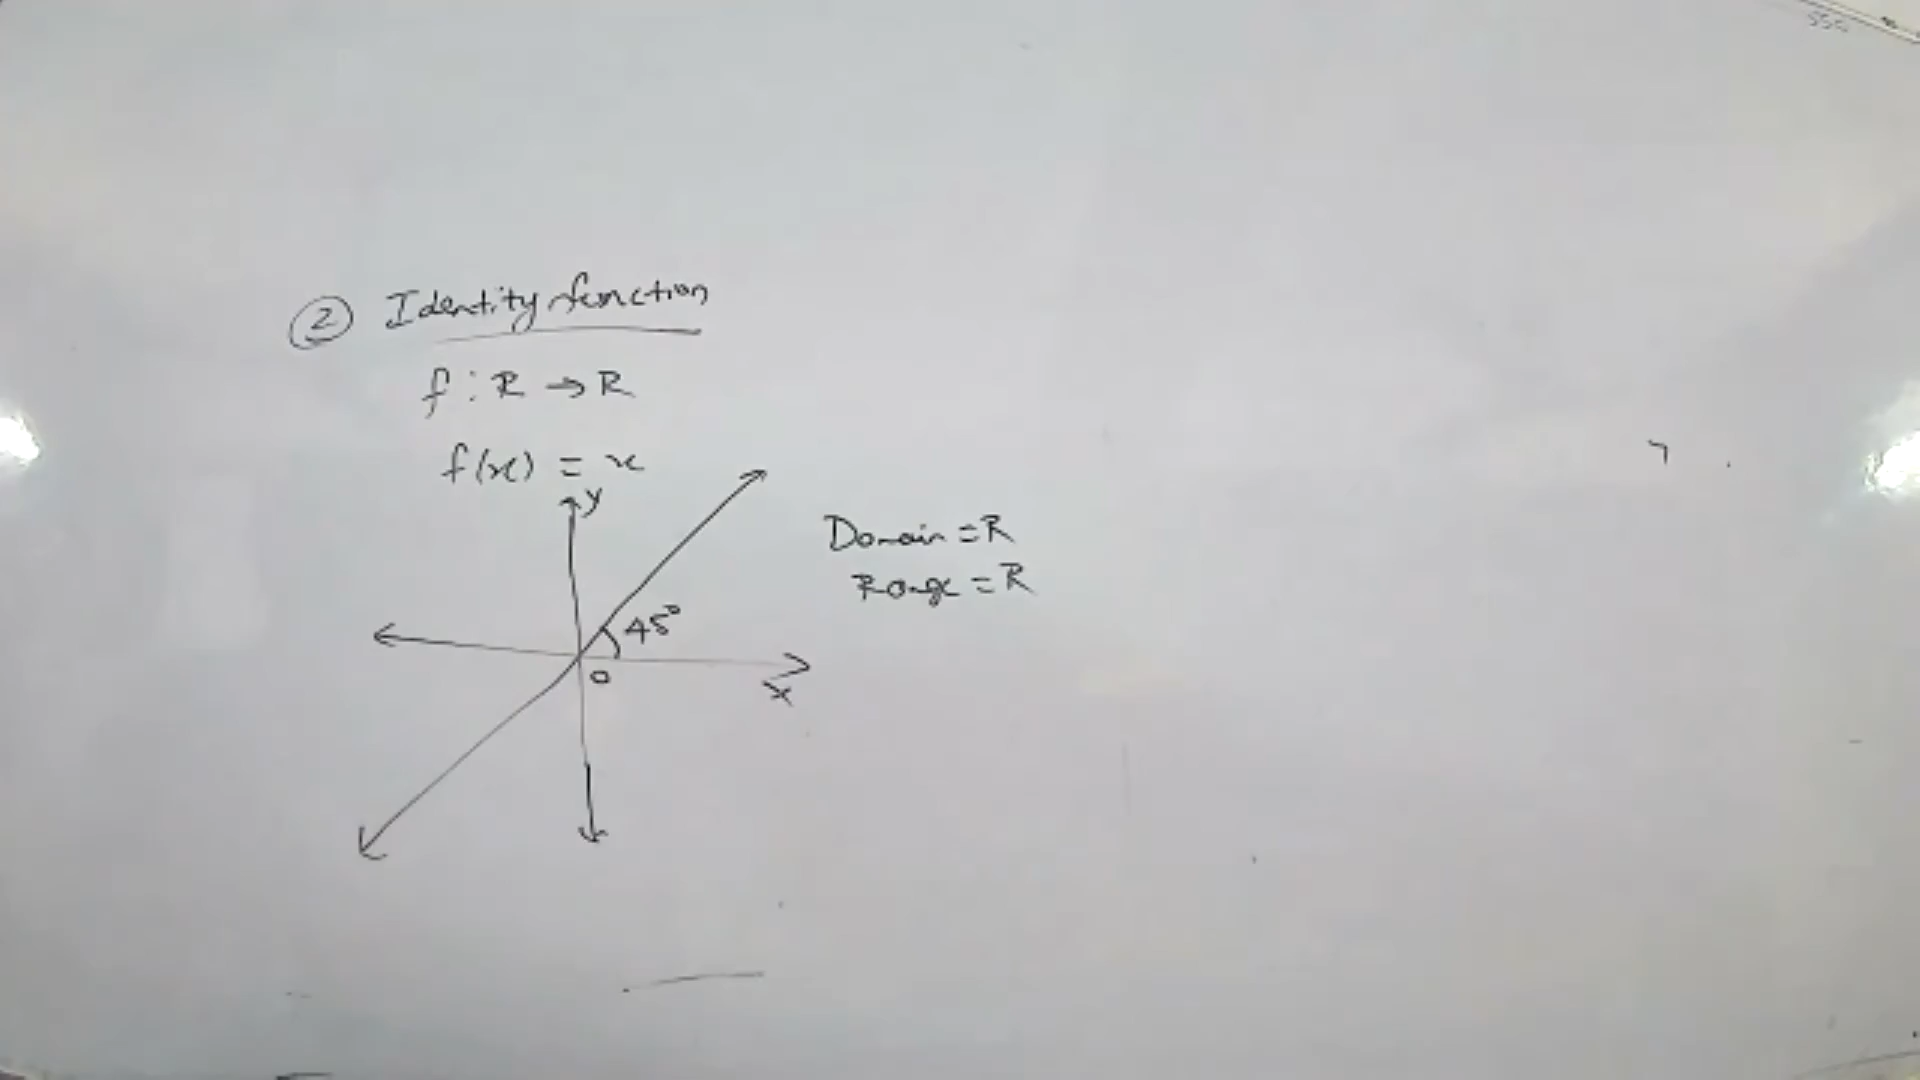 ② Identity function
f : R → R
f(x) = x
y
Domain = R
Range = R
45°
0
x